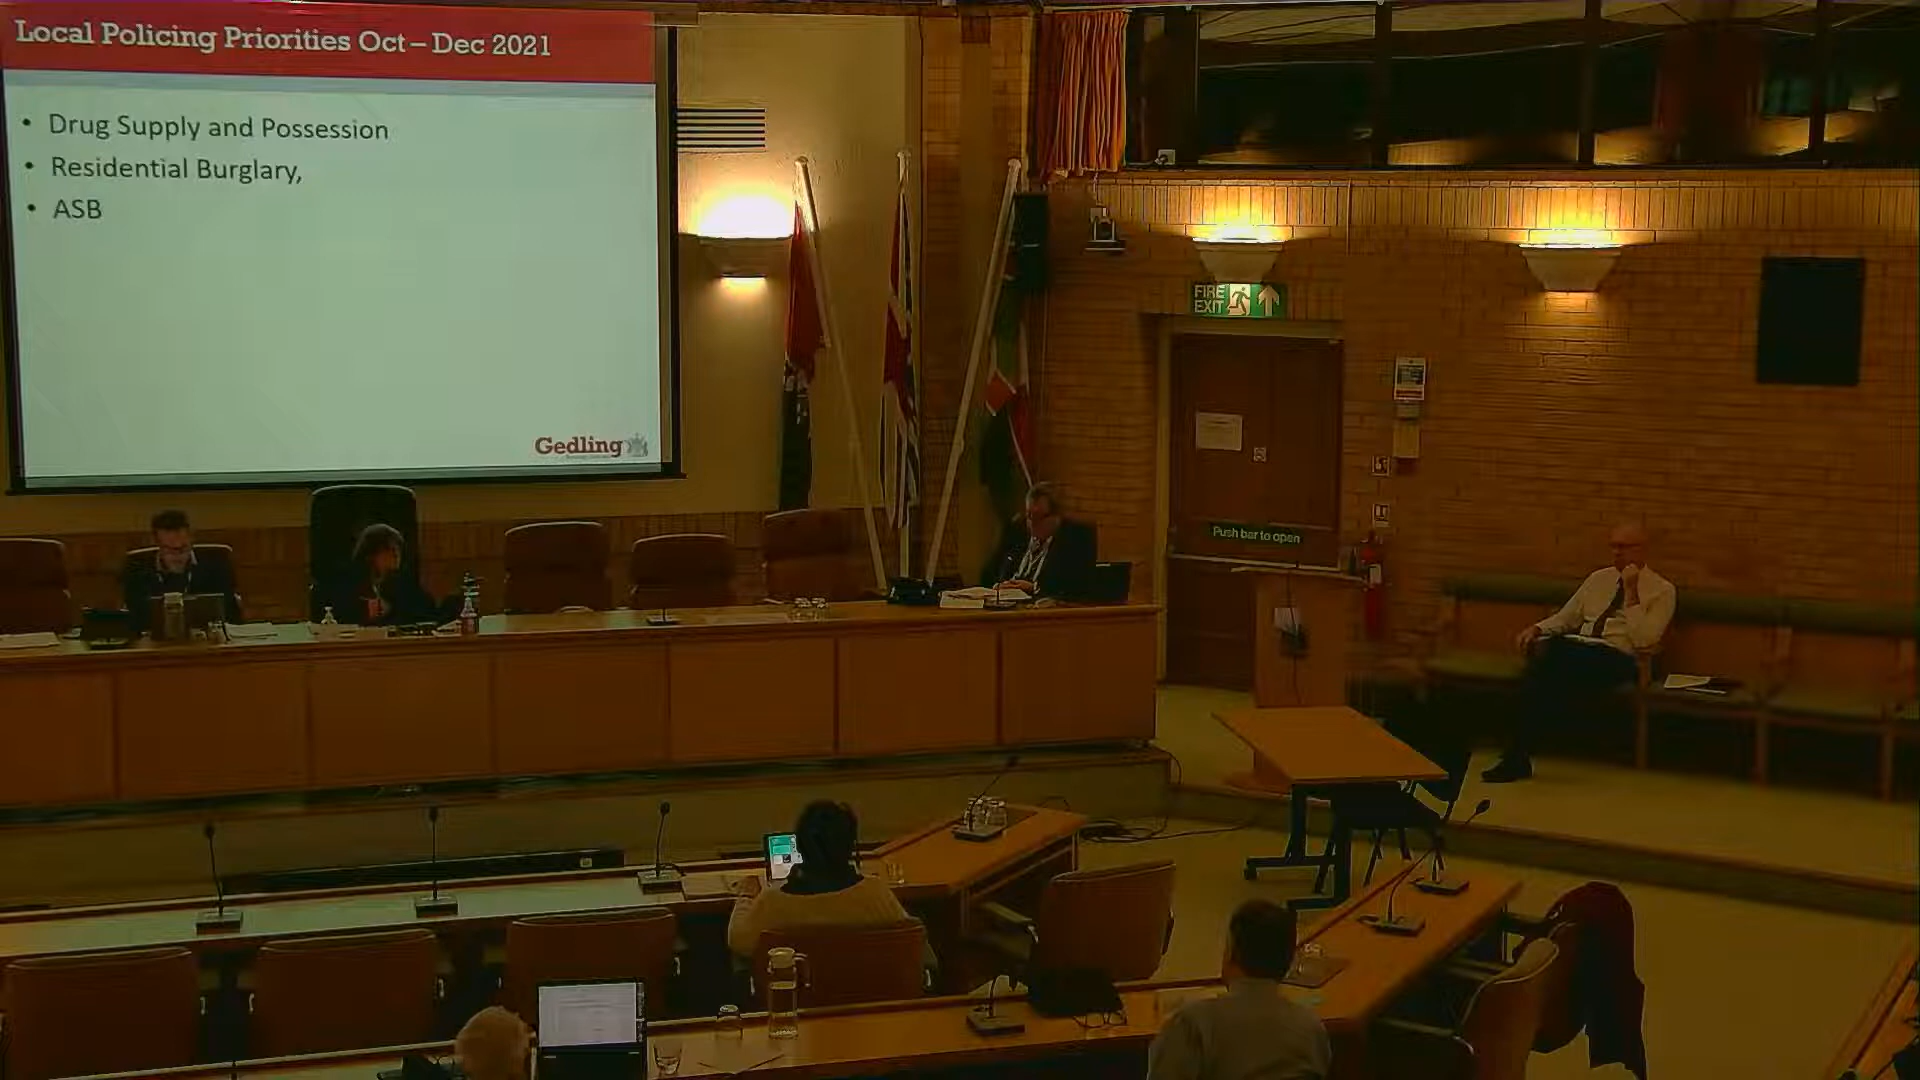 Local Policing Priorities Oct – Dec 2021
• Drug Supply and Possession
• Residential Burglary,
• ASB
Gedling
FIRE
EXIT
Push bar to open